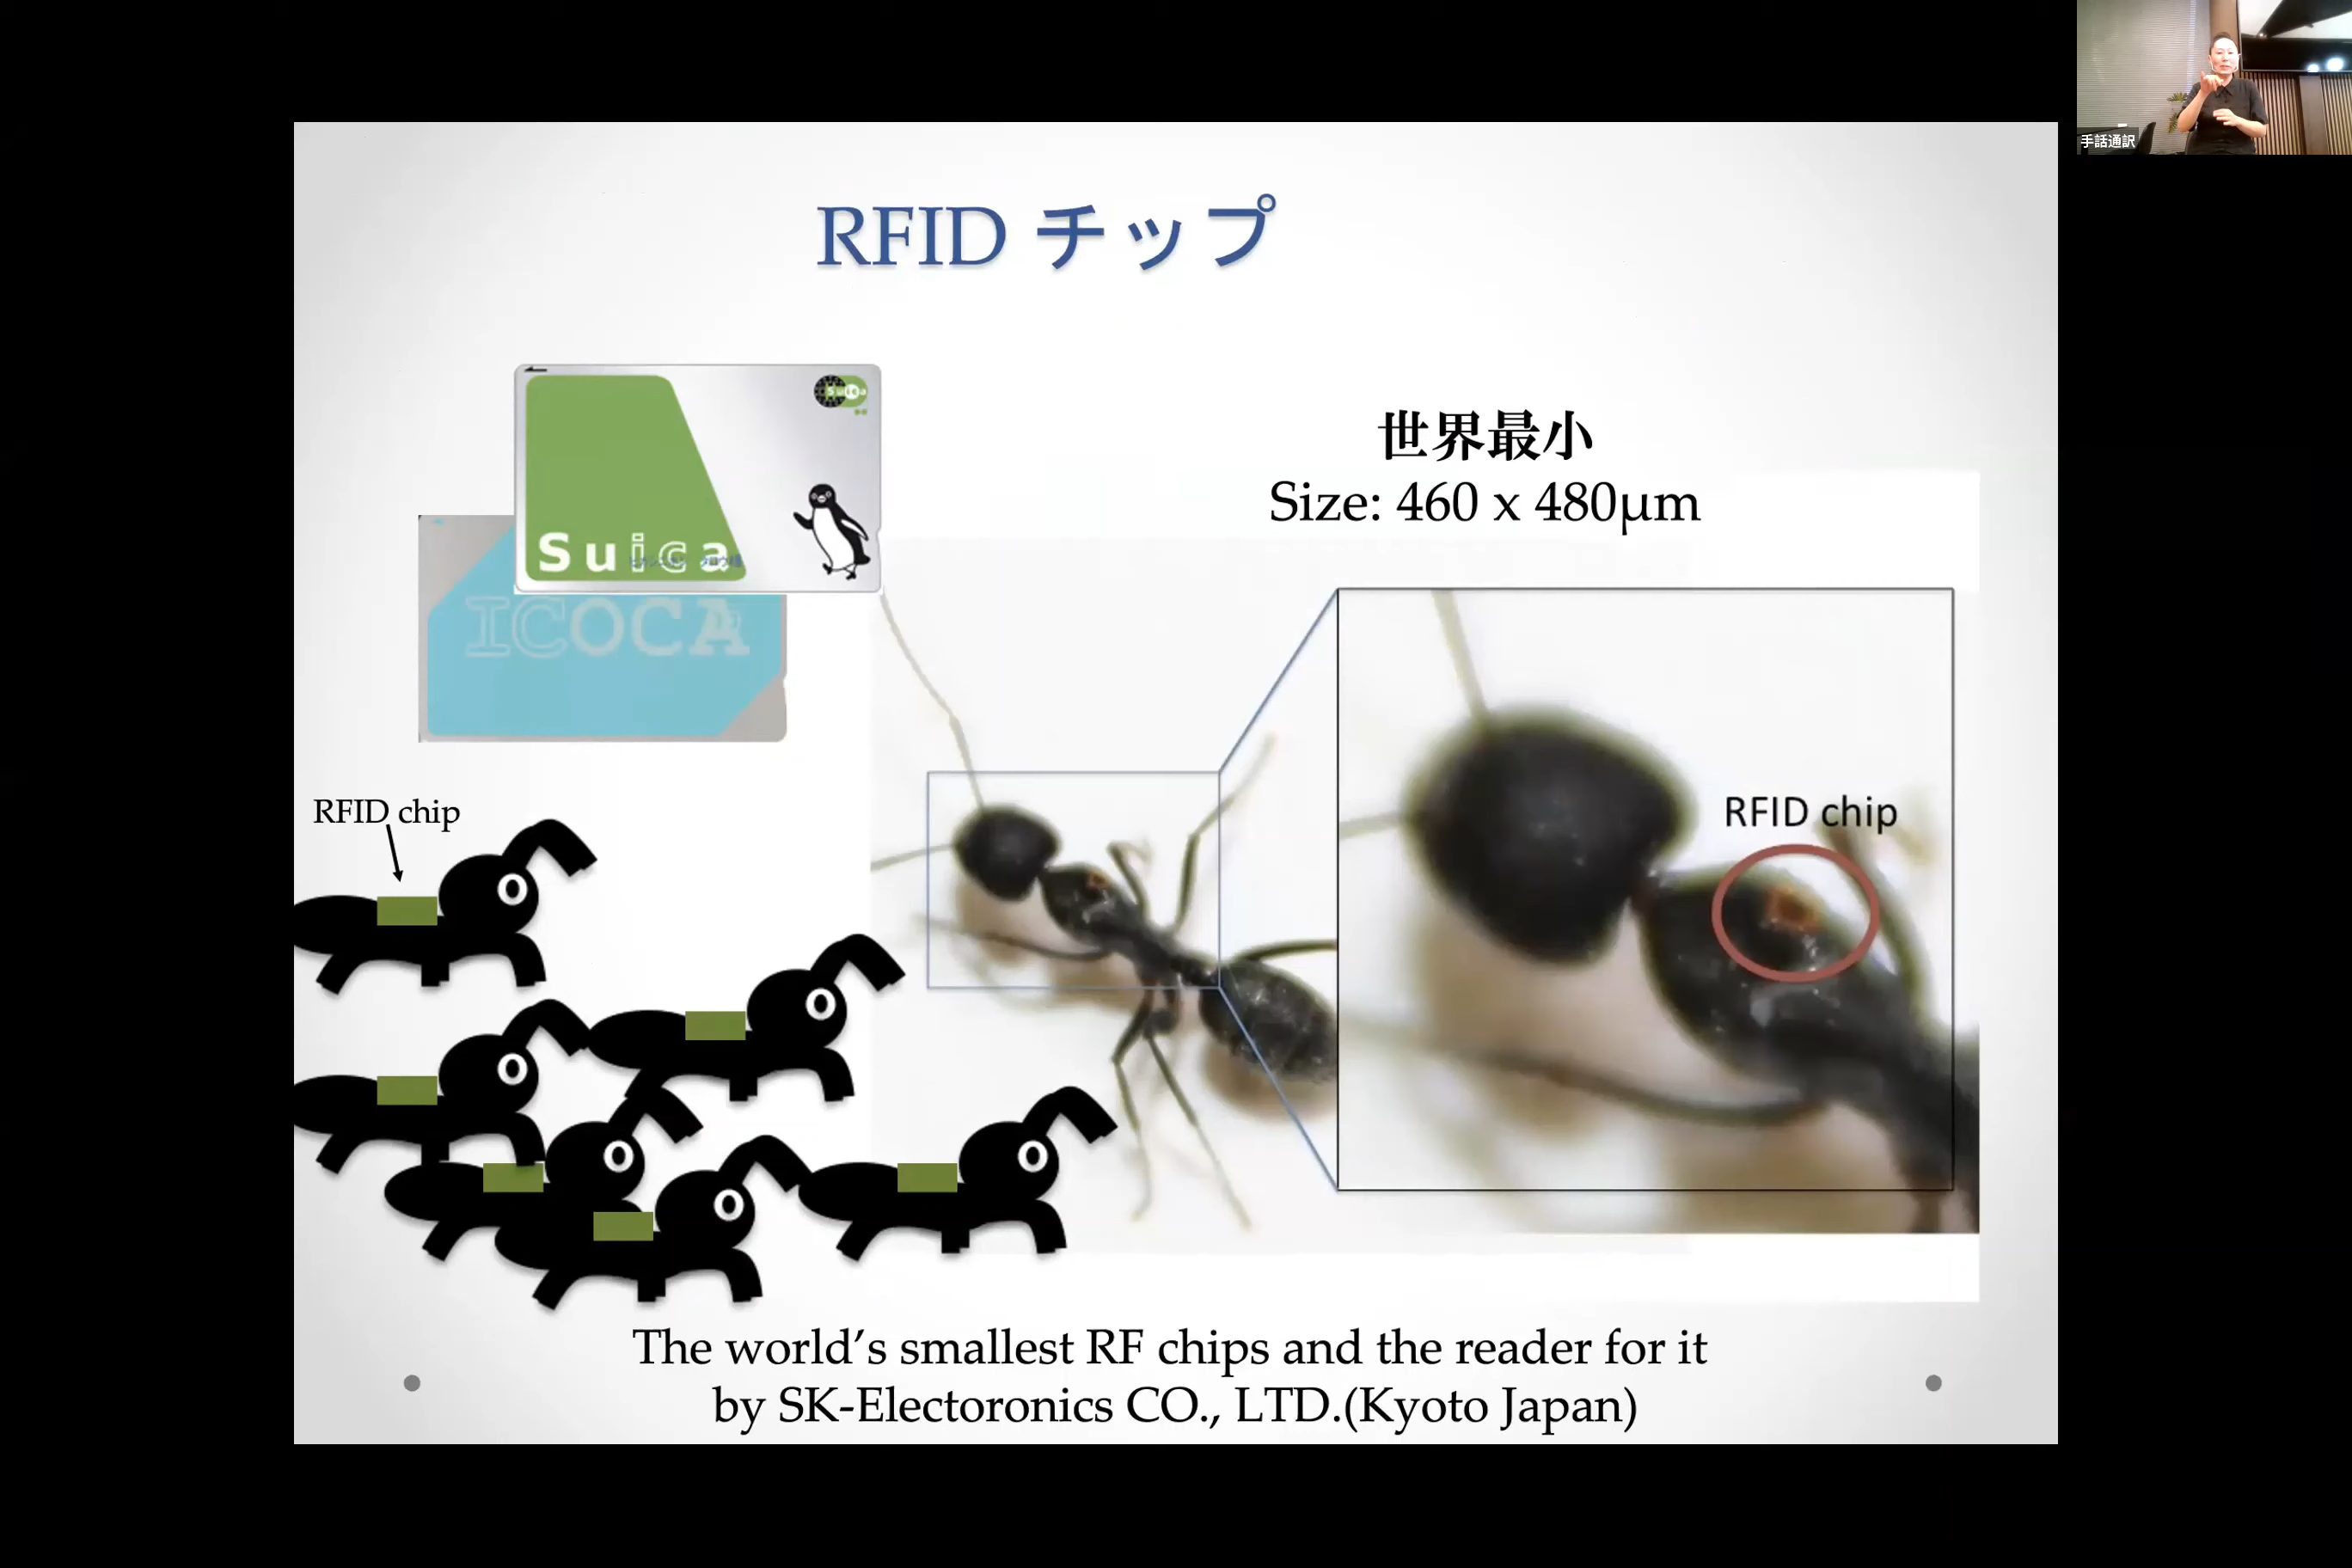 手話通訳
RFID チップ
Suica
Suica
ICOCA
世界最小
Size: 460 x 480μm
RFID chip
RFID chip
The world's smallest RF chips and the reader for it
by SK-Electoronics CO., LTD.(Kyoto Japan)